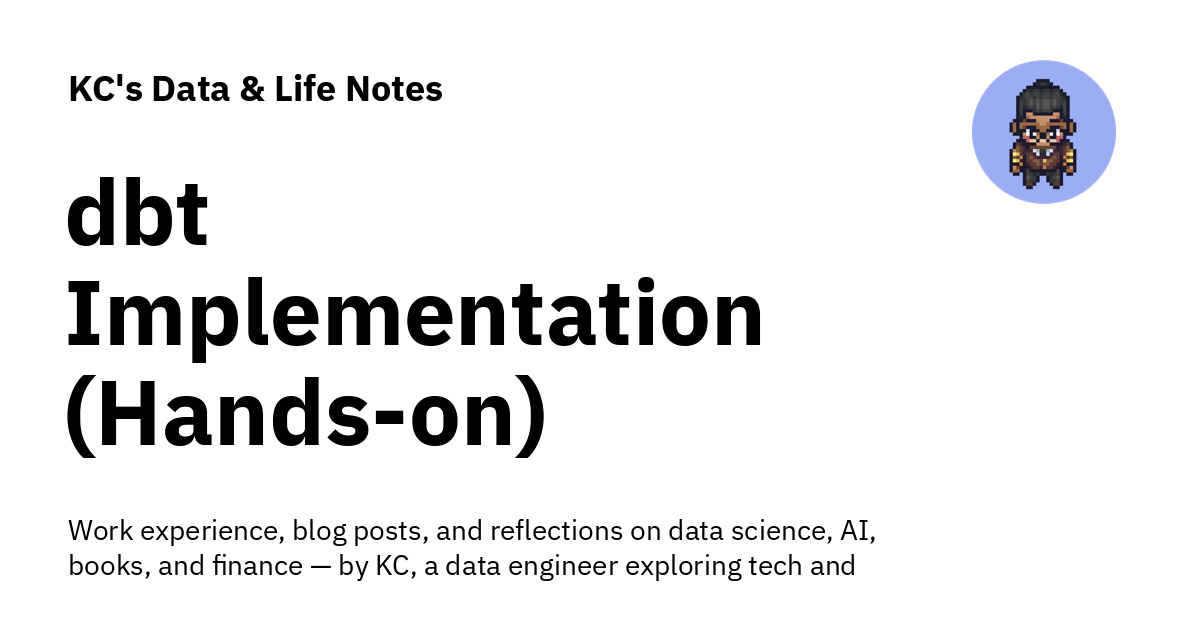 KC's Data & Life Notes
dbt
Implementation
(Hands-on)
Work experience, blog posts, and reflections on data science, AI,
books, and finance — by KC, a data engineer exploring tech and